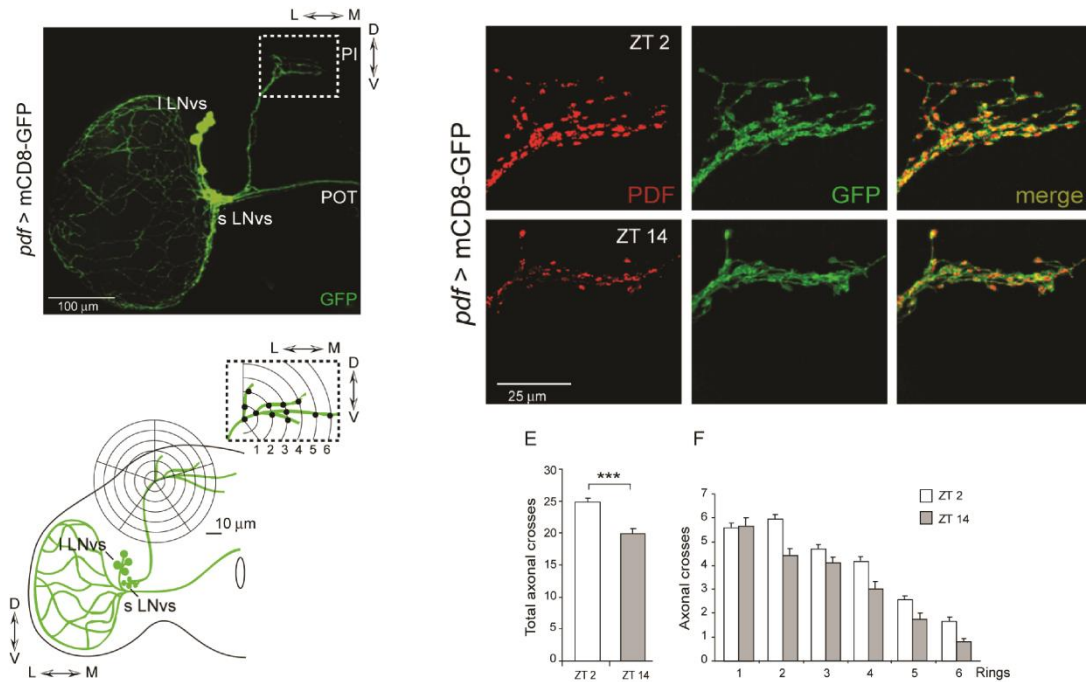 L M
D
V
PI
l LNvs
POT
s LNvs
pdf > mCD8-GFP
100 µm
GFP
L M
D
V
1 2 3 4 5 6
10 µm
l LNvs
s LNvs
D
V
L M
ZT 2
PDF
GFP
merge
ZT 14
pdf > mCD8-GFP
25 µm
E
Total axonal crosses
30
25
20
15
10
5
0
***
ZT 2 ZT 14
F
Axonal crosses
7
6
5
4
3
2
1
0
ZT 2
ZT 14
1 2 3 4 5 6 Rings